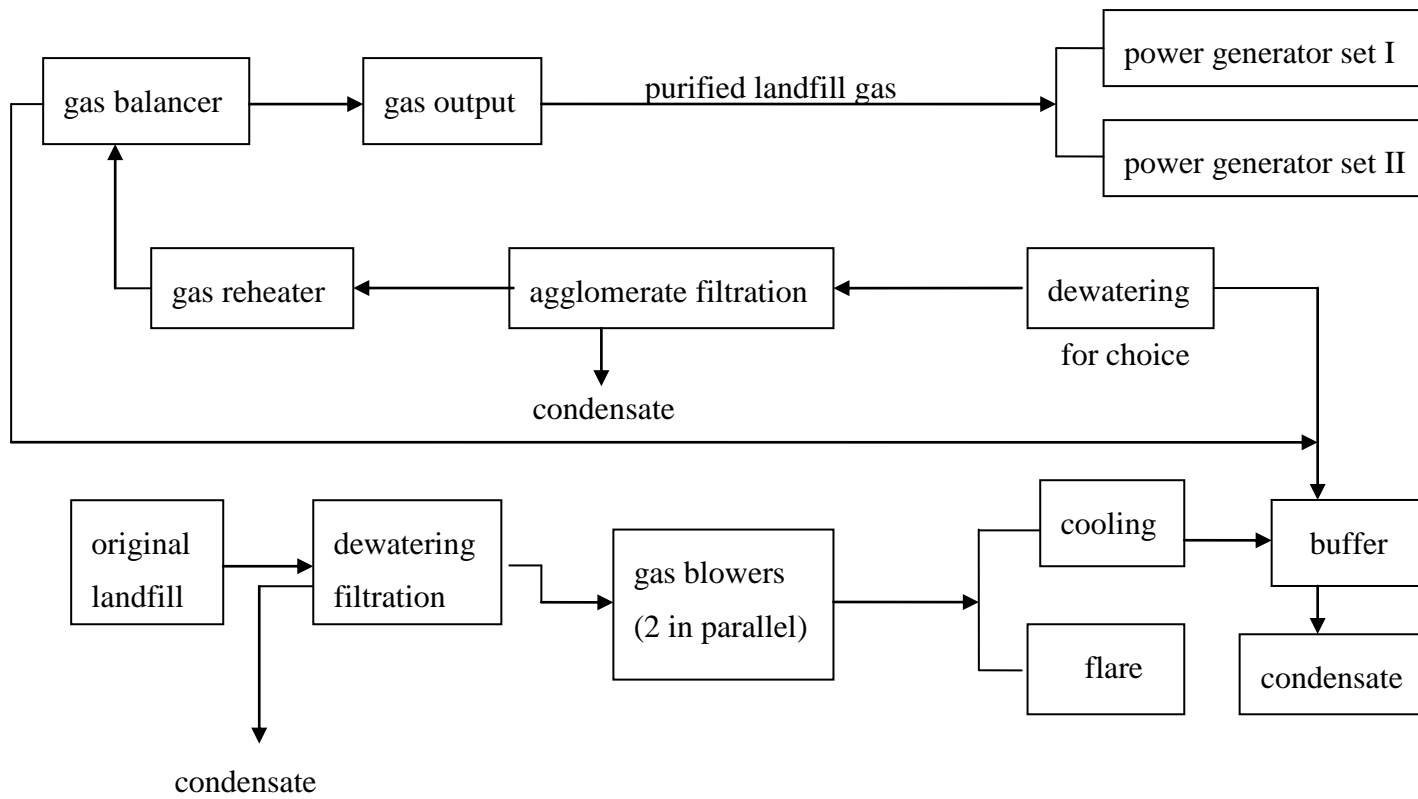 power generator set I
gas balancer
gas output
purified landfill gas
power generator set II
gas reheater
agglomerate filtration
dewatering
for choice
condensate
original
landfill
dewatering
filtration
gas blowers
(2 in parallel)
cooling
buffer
flare
condensate
condensate